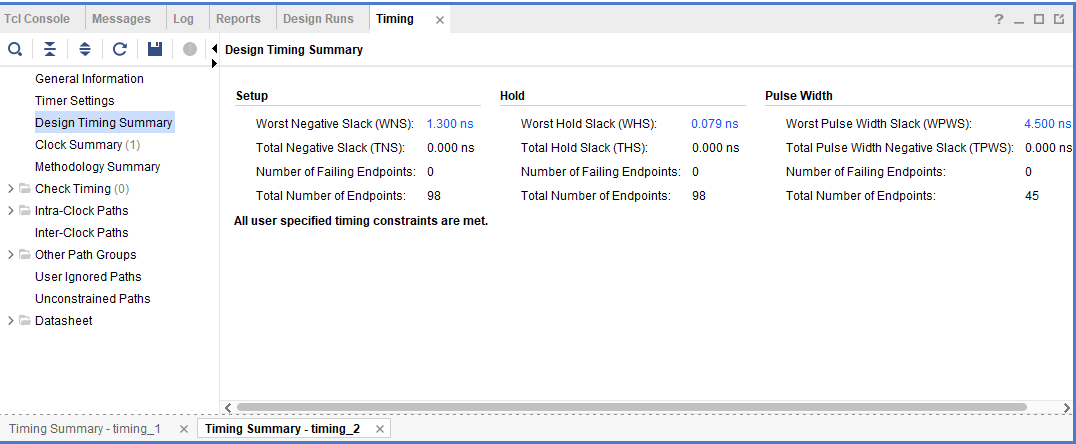 Tcl Console Messages Log Reports Design Runs Timing × ? _
Design Timing Summary
General Information
Timer Settings
Design Timing Summary
Clock Summary (1)
Methodology Summary
Check Timing (0)
Intra-Clock Paths
Inter-Clock Paths
Other Path Groups
User Ignored Paths
Unconstrained Paths
Datasheet
Setup Hold Pulse Width
Worst Negative Slack (WNS): 1.300 ns Worst Hold Slack (WHS): 0.079 ns Worst Pulse Width Slack (WPWS): 4.500 ns
Total Negative Slack (TNS): 0.000 ns Total Hold Slack (THS): 0.000 ns Total Pulse Width Negative Slack (TPWS): 0.000 ns
Number of Failing Endpoints: 0 Number of Failing Endpoints: 0 Number of Failing Endpoints: 0
Total Number of Endpoints: 98 Total Number of Endpoints: 98 Total Number of Endpoints: 45
All user specified timing constraints are met.
Timing Summary - timing_1 × Timing Summary - timing_2 ×